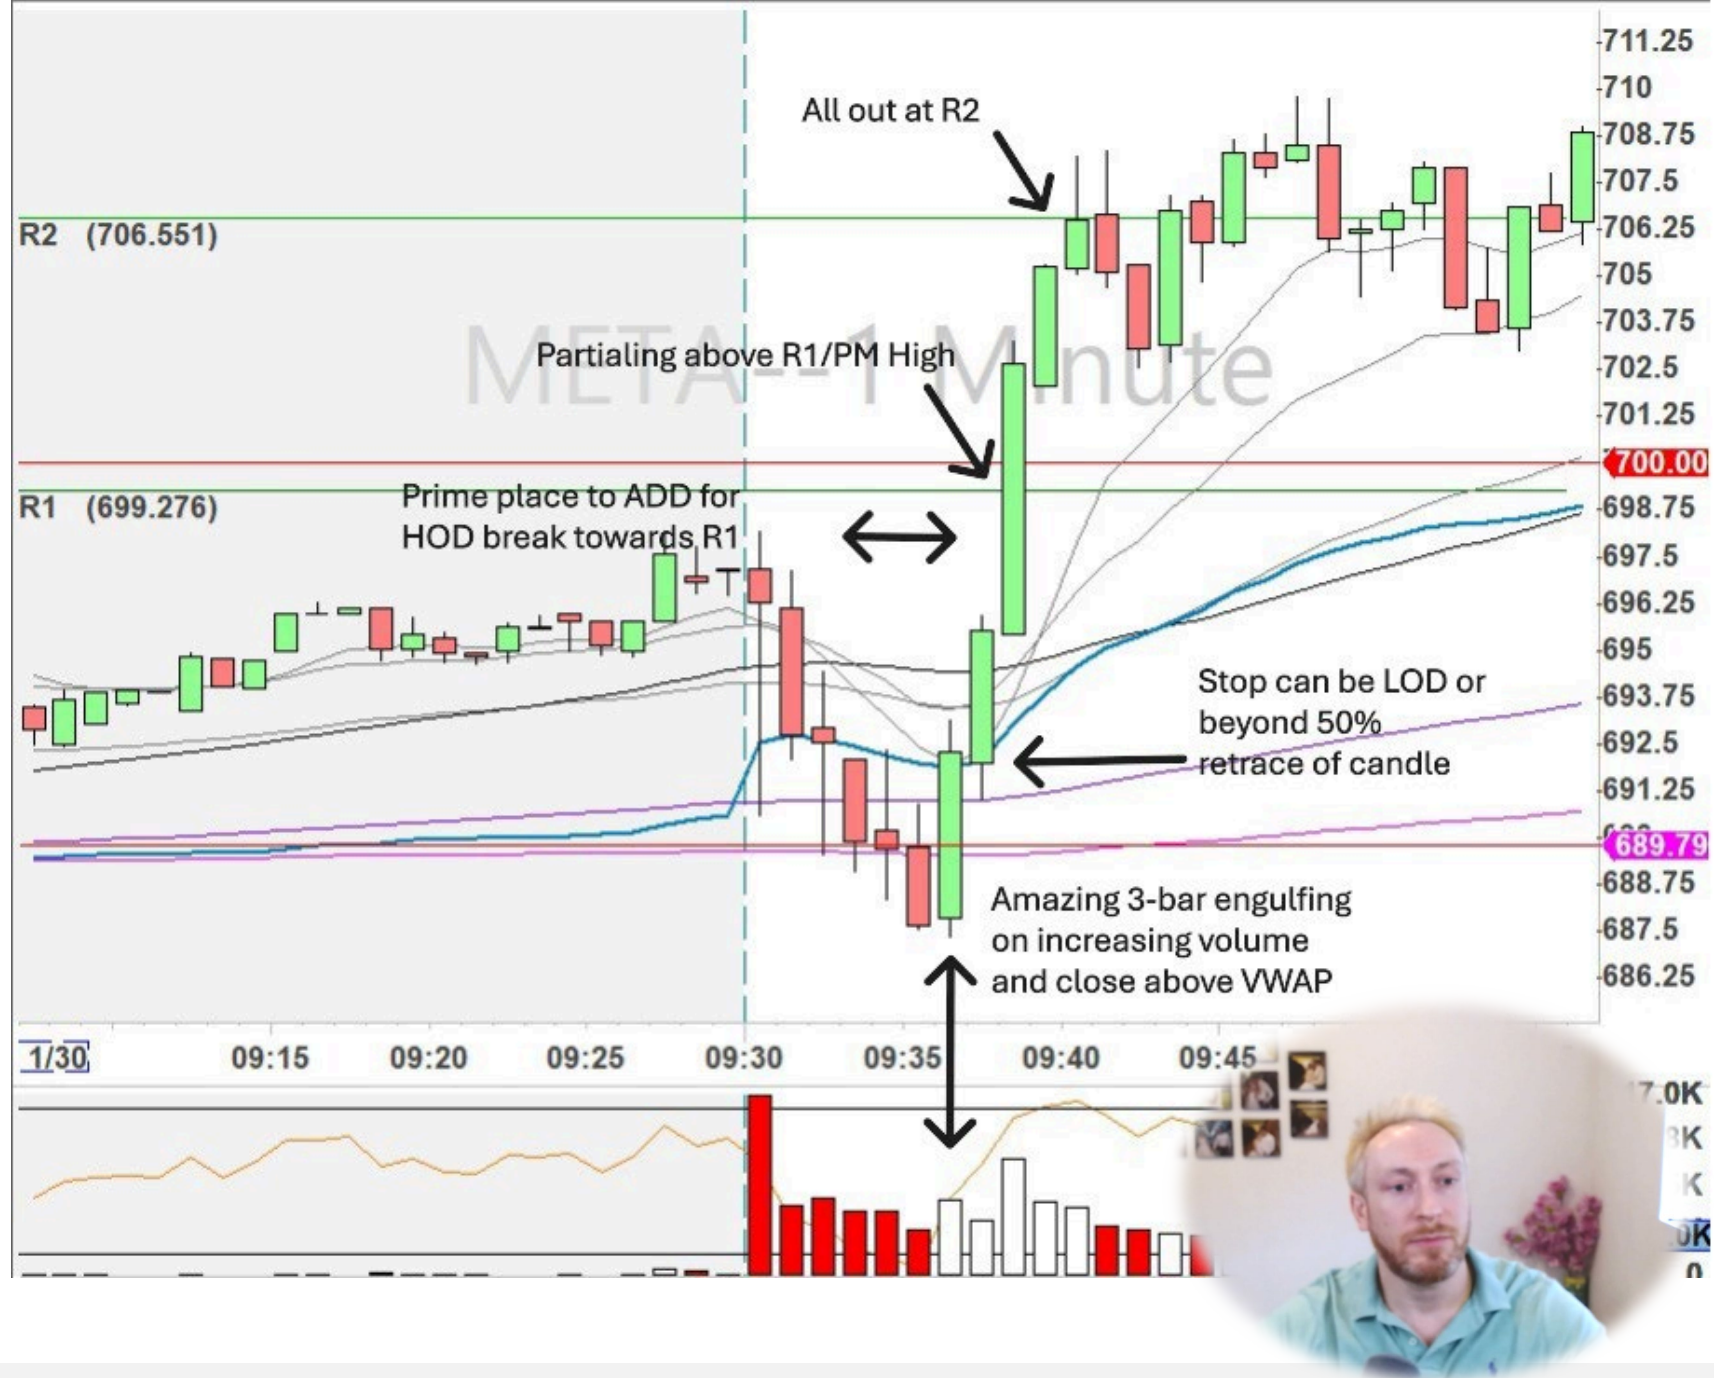 711.25
710
All out at R2
708.75
707.5
R2 (706.551)
706.25
705
703.75
META--1 Minute
Partialing above R1/PM High
702.5
701.25
700.00
Prime place to ADD for
HOD break towards R1
R1 (699.276)
698.75
697.5
696.25
695
Stop can be LOD or
beyond 50%
retrace of candle
693.75
692.5
691.25
689.79
688.75
Amazing 3-bar engulfing
on increasing volume
and close above VWAP
687.5
686.25
1/30 09:15 09:20 09:25 09:30 09:35 09:40 09:45
0